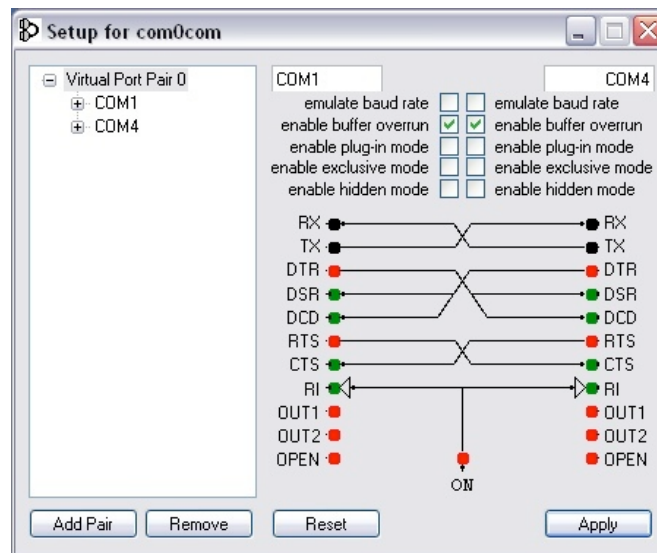 Setup for com0com
Virtual Port Pair 0
COM1
COM4
COM1 COM4
emulate baud rate emulate baud rate
enable buffer overrun enable buffer overrun
enable plug-in mode enable plug-in mode
enable exclusive mode enable exclusive mode
enable hidden mode enable hidden mode
RX RX
TX TX
DTR DTR
DSR DSR
DCD DCD
RTS RTS
CTS CTS
RI RI
OUT1 OUT1
OUT2 OUT2
OPEN OPEN
ON
Add Pair Remove Reset Apply